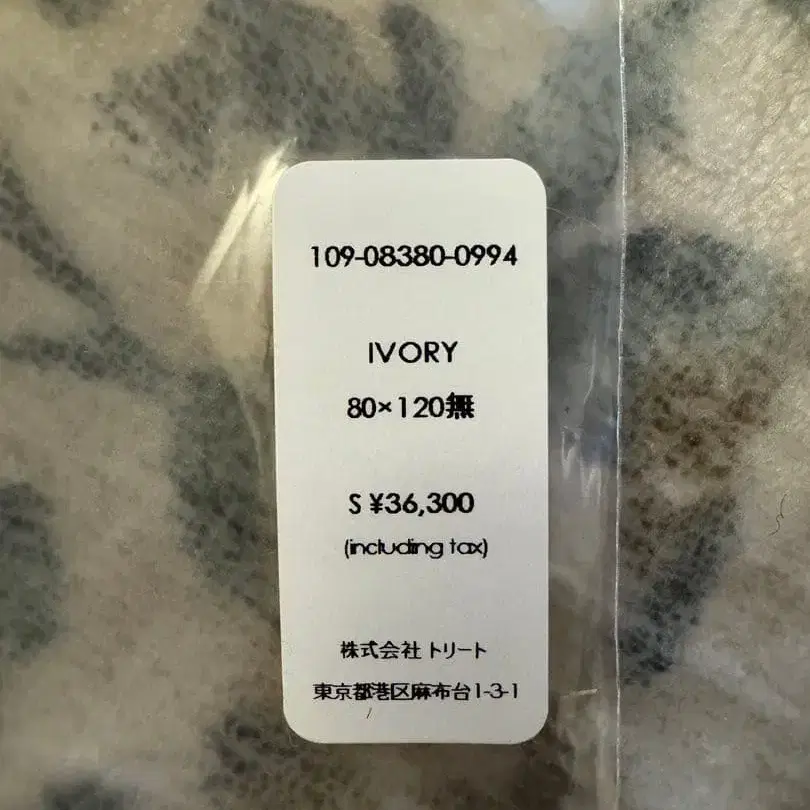 109-08380-0994
IVORY
80×120無
S ¥36,300
(including tax)
株式会社 トリート
東京都港区麻布台1-3-1